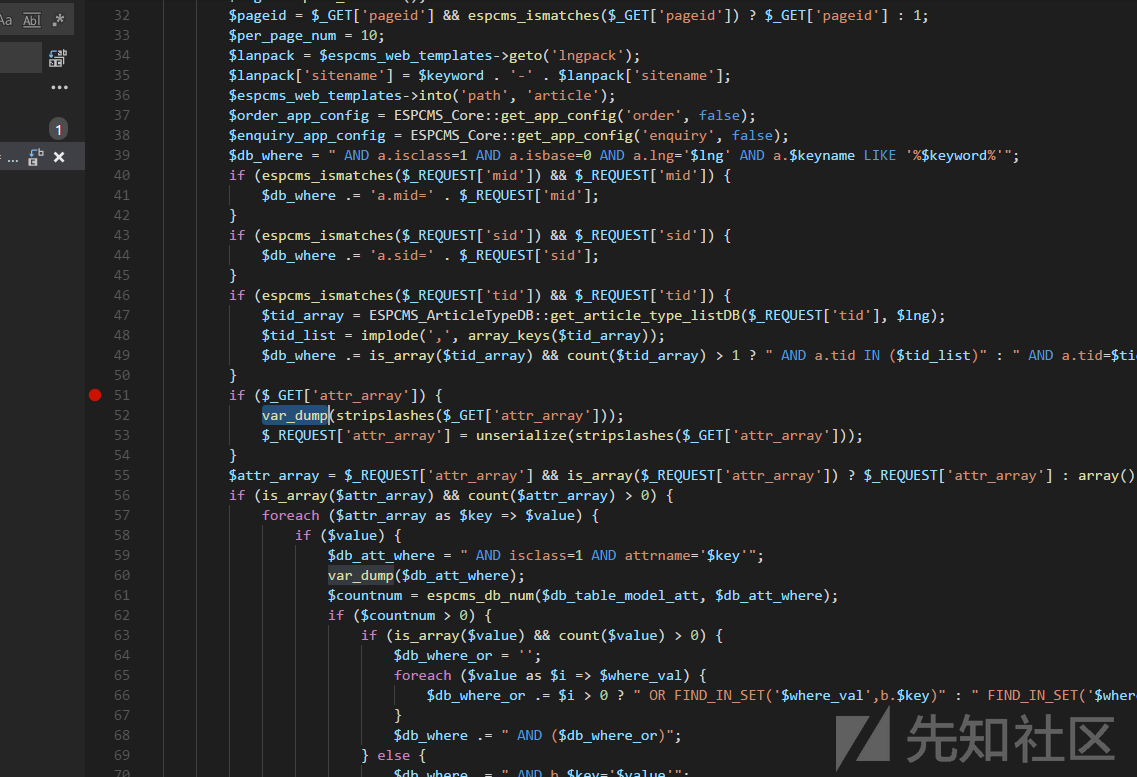 Aa Abl .*
32 $pageid = $_GET['pageid'] && espcms_ismatches($_GET['pageid']) ? $_GET['pageid'] : 1;
33 $per_page_num = 10;
34 $lanpack = $espcms_web_templates->geto('lngpack');
35 $lanpack['sitename'] = $keyword . '-' . $lanpack['sitename'];
36 $espcms_web_templates->into('path', 'article');
37 $order_app_config = ESPCMS_Core::get_app_config('order', false);
38 $enquiry_app_config = ESPCMS_Core::get_app_config('enquiry', false);
39 $db_where = " AND a.isclass=1 AND a.isbase=0 AND a.lng='$lng' AND a.$keyname LIKE '%$keyword%'";
40 if (espcms_ismatches($_REQUEST['mid']) && $_REQUEST['mid']) {
41 $db_where .= 'a.mid=' . $_REQUEST['mid'];
42 }
43 if (espcms_ismatches($_REQUEST['sid']) && $_REQUEST['sid']) {
44 $db_where .= 'a.sid=' . $_REQUEST['sid'];
45 }
46 if (espcms_ismatches($_REQUEST['tid']) && $_REQUEST['tid']) {
47 $tid_array = ESPCMS_ArticleTypeDB::get_article_type_listDB($_REQUEST['tid'], $lng);
48 $tid_list = implode(',', array_keys($tid_array));
49 $db_where .= is_array($tid_array) && count($tid_array) > 1 ? " AND a.tid IN ($tid_list)" : " AND a.tid=$ti
50 }
51 if ($_GET['attr_array']) {
52 var_dump(stripslashes($_GET['attr_array']));
53 $_REQUEST['attr_array'] = unserialize(stripslashes($_GET['attr_array']));
54 }
55 $attr_array = $_REQUEST['attr_array'] && is_array($_REQUEST['attr_array']) ? $_REQUEST['attr_array'] : array()
56 if (is_array($attr_array) && count($attr_array) > 0) {
57 foreach ($attr_array as $key => $value) {
58 if ($value) {
59 $db_att_where = " AND isclass=1 AND attrname='$key'";
60 var_dump($db_att_where);
61 $countnum = espcms_db_num($db_table_model_att, $db_att_where);
62 if ($countnum > 0) {
63 if (is_array($value) && count($value) > 0) {
64 $db_where_or = '';
65 foreach ($value as $i => $where_val) {
66 $db_where_or .= $i > 0 ? " OR FIND_IN_SET('$where_val',b.$key)" : " FIND_IN_SET('$wher
67 }
68 $db_where .= " AND ($db_where_or)";
69 } else {
70 $db_where .= " AND b.$key='$value'";
1
...
先知社区